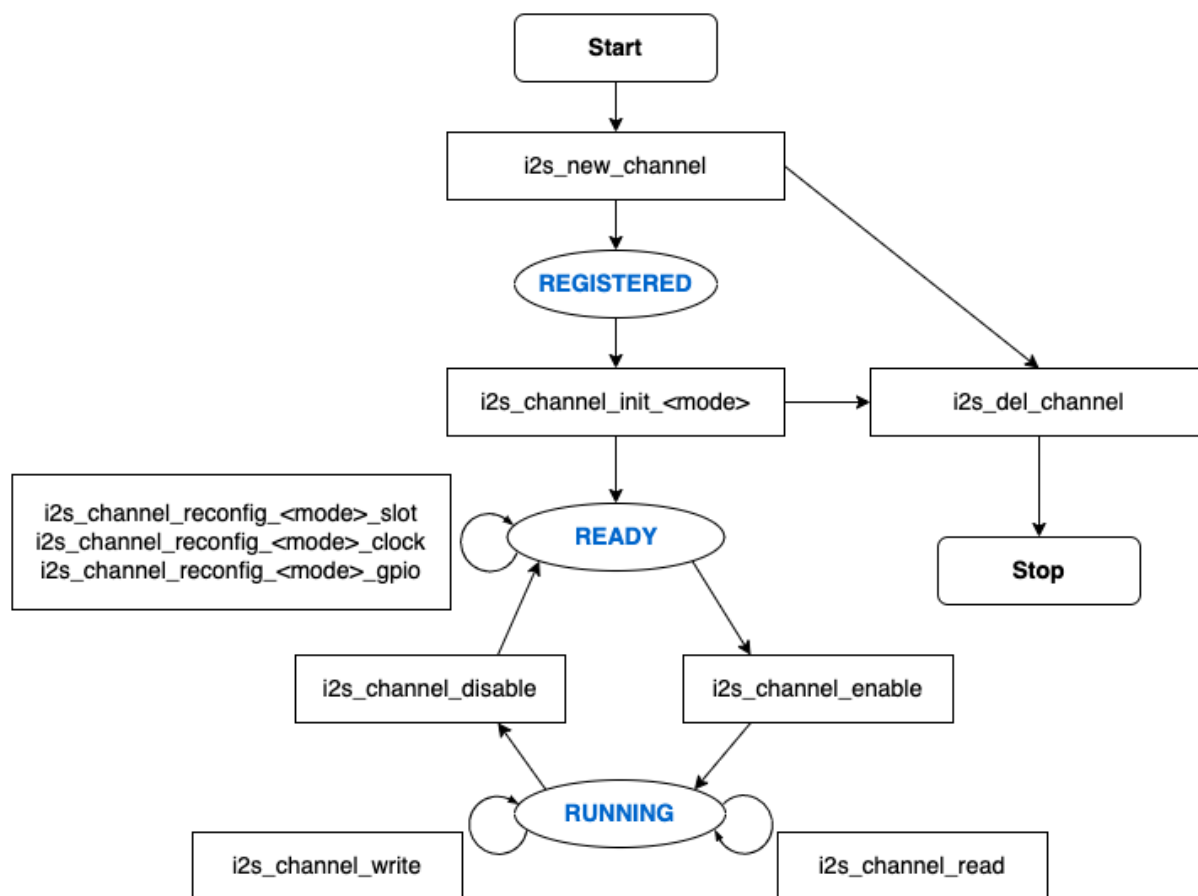 Start
i2s_new_channel
REGISTERED
i2s_channel_init_<mode>
i2s_del_channel
i2s_channel_reconfig_<mode>_slot
i2s_channel_reconfig_<mode>_clock
i2s_channel_reconfig_<mode>_gpio
READY
Stop
i2s_channel_disable
i2s_channel_enable
RUNNING
i2s_channel_write
i2s_channel_read